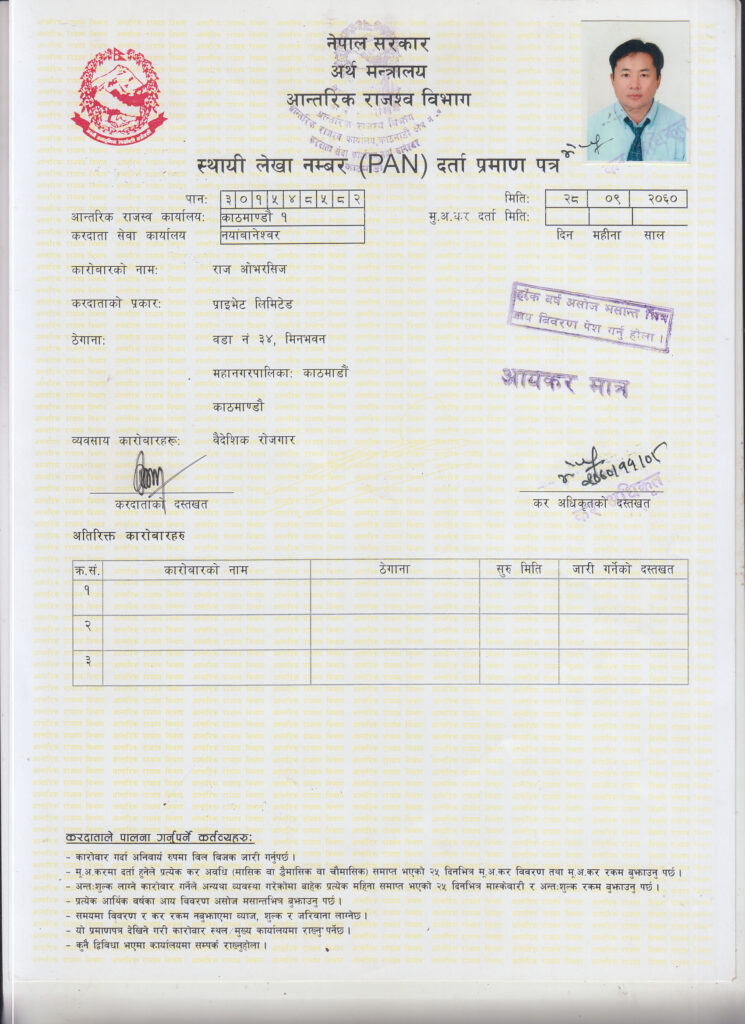 नेपाल सरकार
अर्थ मन्त्रालय
आन्तरिक राजश्व विभाग
स्थायी लेखा नम्बर (PAN) दर्ता प्रमाण पत्र
पान: ३ ० १ ५ ४ ८ ५ ८ २
मिति: २८ ०९ २०६०
आन्तरिक राजस्व कार्यालय: काठमाण्डौ १
मु.अ.कर दर्ता मिति:
करदाता सेवा कार्यालय नयांबानेश्वर
दिन महीना साल
कारोबारको नाम: राज ओभरसिज
करदाताको प्रकार: प्राइभेट लिमिटेड
हरेक वर्ष असोज मसान्त भित्र
आय विवरण पेश गर्नु होला ।
ठेगाना: वडा नं ३४, मिनभवन
महानगरपालिका: काठमाडौं
आयकर मात्र
काठमाण्डौ
व्यवसाय कारोबारहरू: बैदेशिक रोजगार
२०६०/११/०८
करदाताको दस्तखत
कर अधिकृतको दस्तखत
कर अधिकृत
अतिरिक्त कारोबारहरु
क्र.सं. कारोबारको नाम ठेगाना सुरु मिति जारी गर्नेको दस्तखत
१
२
३
करदाताले पालना गर्नुपर्ने कर्तव्यहरु:
- कारोबार गर्दा अनिवार्य रुपमा विल विजक जारी गर्नुपर्छ ।
- मू.अ.करमा दर्ता हुनेले प्रत्येक कर अवधि (मासिक वा द्वैमासिक वा चौमासिक) समाप्त भएको २५ दिनभित्र मू.अ.कर विवरण तथा मू.अ.कर रकम बुझाउनु पर्छ ।
- अन्त:शुल्क लाग्ने कारोवार गर्नेले अन्यथा व्यवस्था गरेकोमा बाहेक प्रत्येक महिना समाप्त भएको २५ दिनभित्र मास्केवारी र अन्त:शुल्क रकम बुझाउनु पर्छ ।
- प्रत्येक आर्थिक वर्षका आय विवरण असोज मसान्तभित्र बुझाउनु पर्छ ।
- समयमा विवरण र कर रकम नबुझाएमा व्याज, शुल्क र जरिवाना लाग्नेछ ।
- यो प्रमाणपत्र देखिने गरी कारोबार स्थल/मुख्य कार्यालयमा राख्नु पर्नेछ ।
- कुनै द्विविधा भएमा कार्यालयमा सम्पर्क राख्नुहोला ।